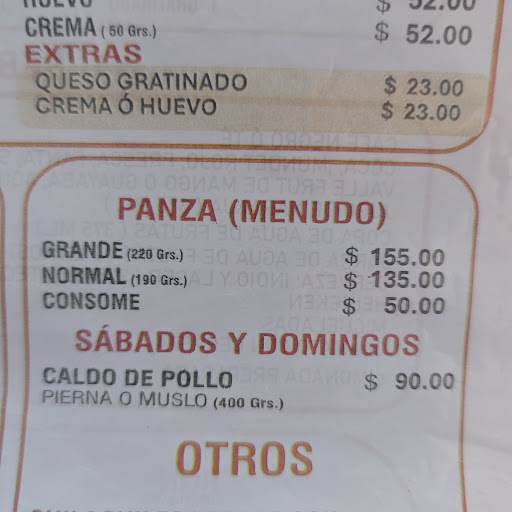 HUEVO $ 52.00
CREMA ( 50 Grs.) $ 52.00
EXTRAS
QUESO GRATINADO $ 23.00
CREMA Ó HUEVO $ 23.00
PANZA (MENUDO)
GRANDE (220 Grs.) $ 155.00
NORMAL (190 Grs.) $ 135.00
CONSOME $ 50.00
SÁBADOS Y DOMINGOS
CALDO DE POLLO $ 90.00
PIERNA O MUSLO (400 Grs.)
OTROS